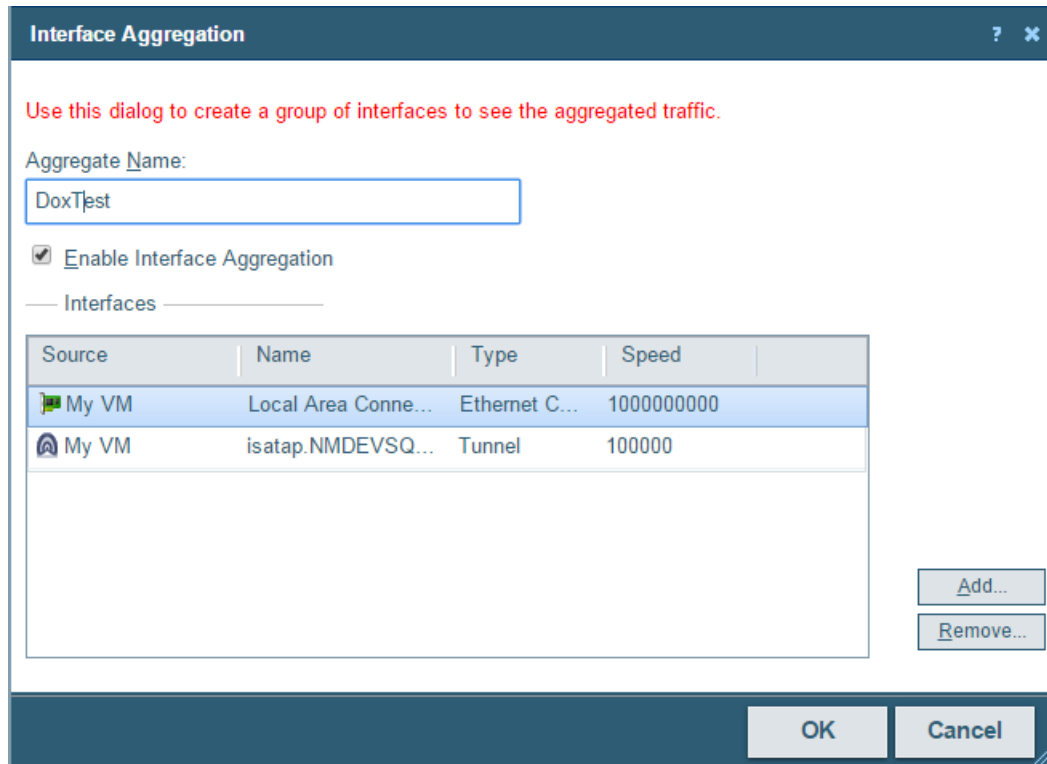 Interface Aggregation ?
Use this dialog to create a group of interfaces to see the aggregated traffic.
Aggregate Name:
DoxTest
Enable Interface Aggregation
Interfaces
Source Name Type Speed
My VM Local Area Conne... Ethernet C... 1000000000
My VM isatap.NMDEVSQ... Tunnel 100000
Add...
Remove...
OK Cancel